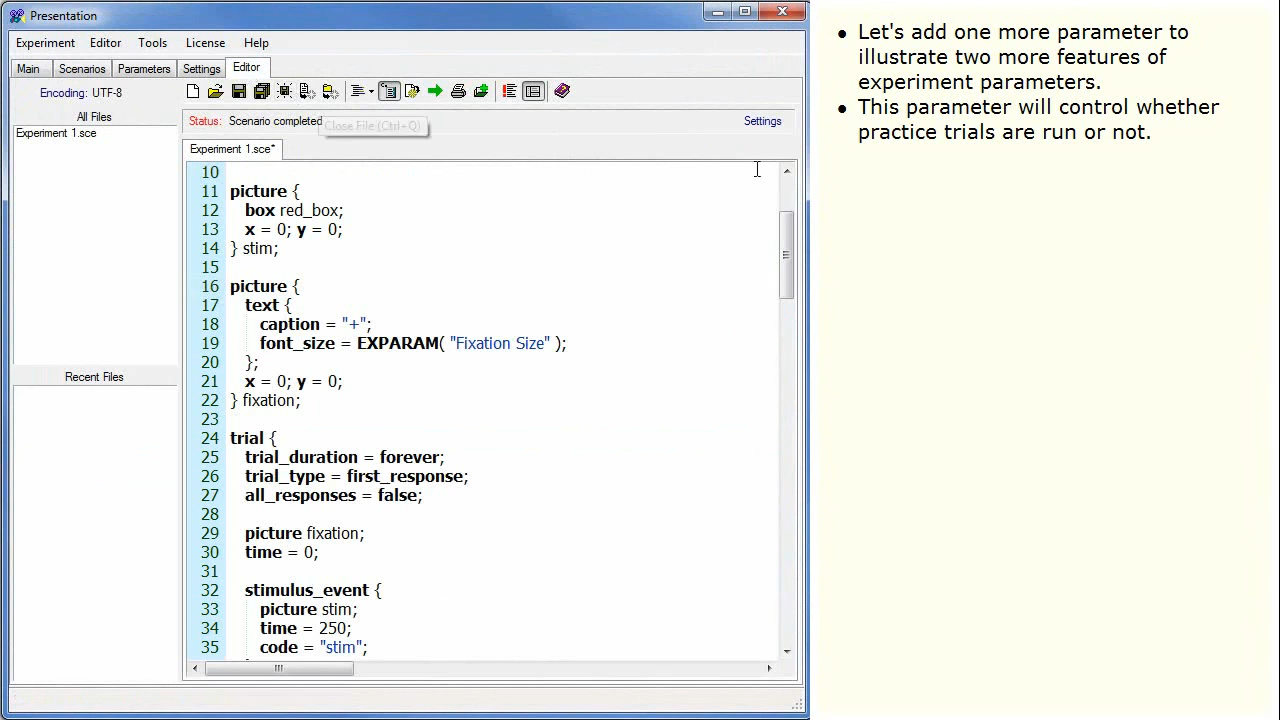 Presentation
Experiment Editor Tools License Help
Main Scenarios Parameters Settings Editor
Encoding: UTF-8
All Files
Experiment 1.sce
Recent Files
Status: Scenario completed
Close File (Ctrl+Q)
Settings
Experiment 1.sce*
10
11 picture {
12 box red_box;
13 x = 0; y = 0;
14 } stim;
15
16 picture {
17 text {
18 caption = "+";
19 font_size = EXPARAM( "Fixation Size" );
20 };
21 x = 0; y = 0;
22 } fixation;
23
24 trial {
25 trial_duration = forever;
26 trial_type = first_response;
27 all_responses = false;
28
29 picture fixation;
30 time = 0;
31
32 stimulus_event {
33 picture stim;
34 time = 250;
35 code = "stim";
• Let's add one more parameter to
illustrate two more features of
experiment parameters.
• This parameter will control whether
practice trials are run or not.